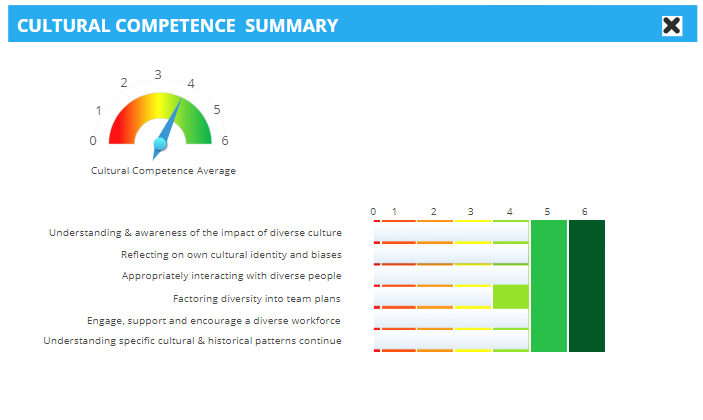 CULTURAL COMPETENCE SUMMARY
3
2 4
1 5
0 6
Cultural Competence Average
0 1 2 3 4 5 6
Understanding & awareness of the impact of diverse culture
Reflecting on own cultural identity and biases
Appropriately interacting with diverse people
Factoring diversity into team plans
Engage, support and encourage a diverse workforce
Understanding specific cultural & historical patterns continue